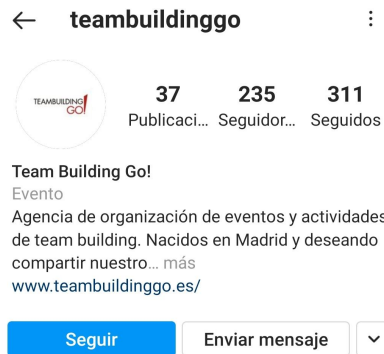 teambuildinggo
TEAMBUILDING
GO!
37 235 311
Publicaci... Seguidor... Seguidos
Team Building Go!
Evento
Agencia de organización de eventos y actividades
de team building. Nacidos en Madrid y deseando
compartir nuestro... más
www.teambuildinggo.es/
Seguir Enviar mensaje